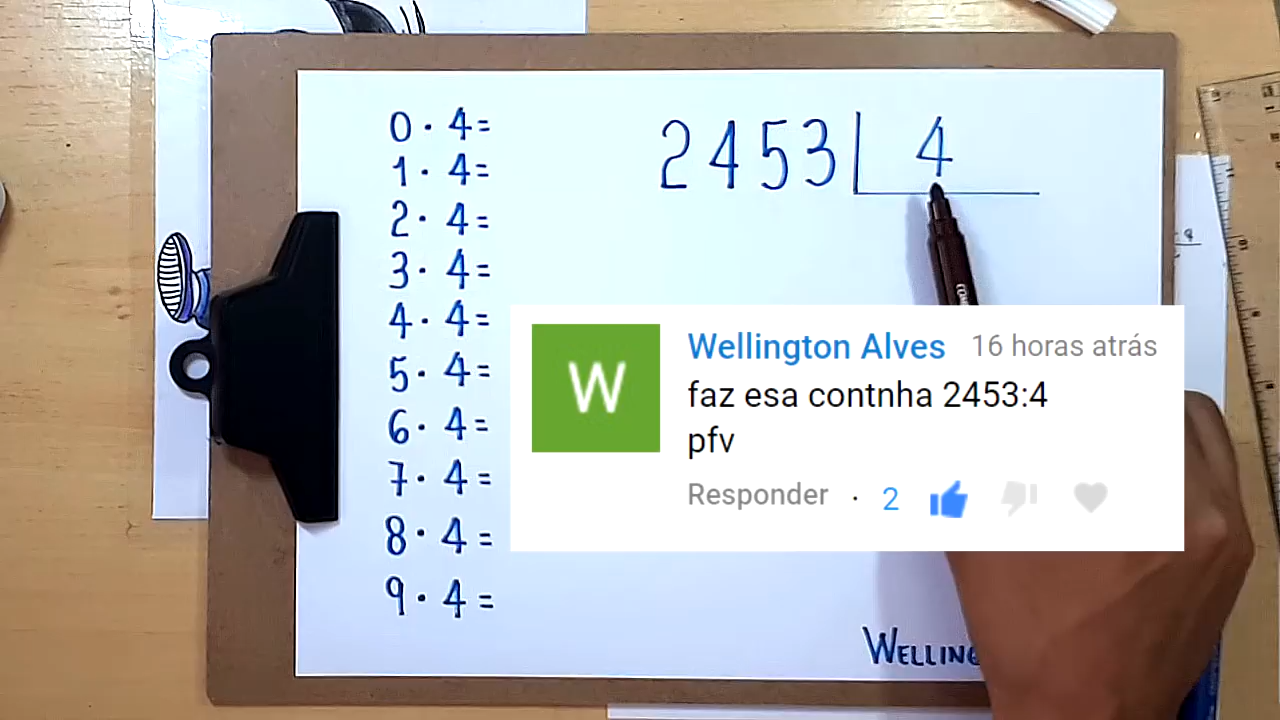 0 · 4 =
1 · 4 =
2 · 4 =
3 · 4 =
4 · 4 =
5 · 4 =
6 · 4 =
7 · 4 =
8 · 4 =
9 · 4 =
2453 4
W
Wellington Alves 16 horas atrás
faz esa contnha 2453:4
pfv
Responder · 2
WELLING